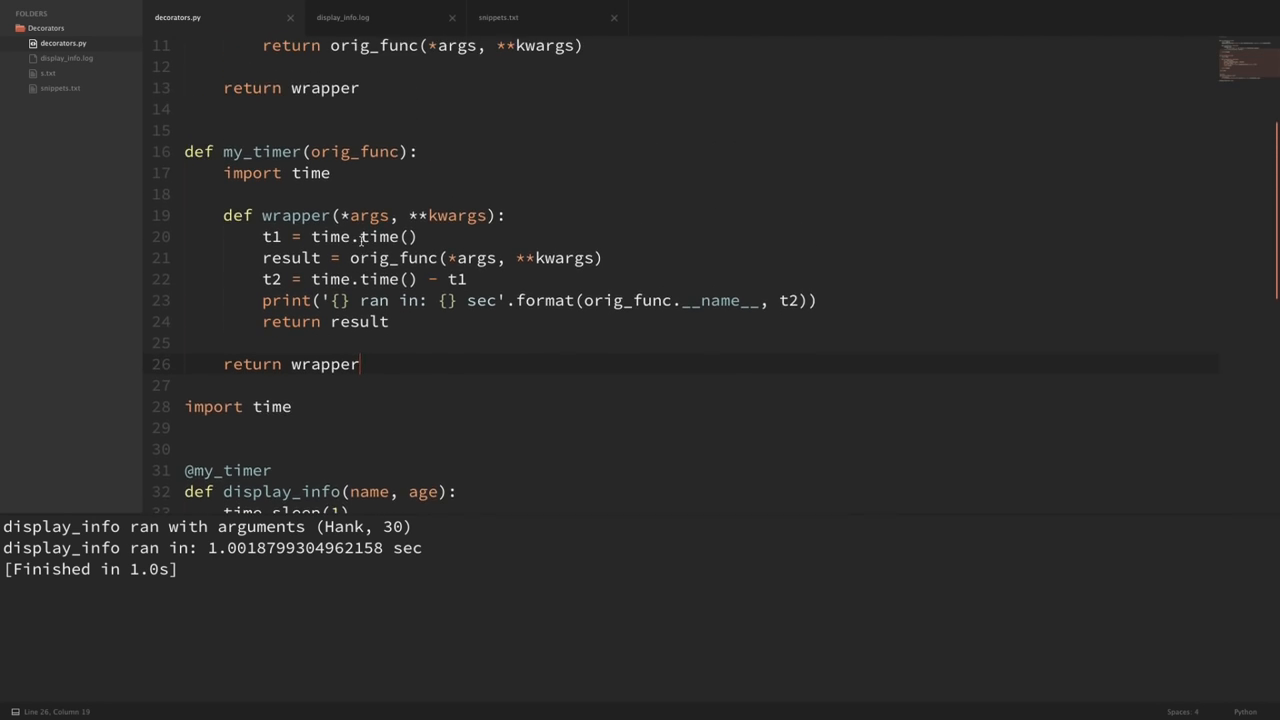 FOLDERS
Decorators
decorators.py
display_info.log
s.txt
snippets.txt
decorators.py
display_info.log
snippets.txt
11 return orig_func(*args, **kwargs)
12
13 return wrapper
14
15
16 def my_timer(orig_func):
17 import time
18
19 def wrapper(*args, **kwargs):
20 t1 = time.time()
21 result = orig_func(*args, **kwargs)
22 t2 = time.time() - t1
23 print('{} ran in: {} sec'.format(orig_func.__name__, t2))
24 return result
25
26 return wrapper
27
28 import time
29
30
31 @my_timer
32 def display_info(name, age):
time.sleep(1)
display_info ran with arguments (Hank, 30)
display_info ran in: 1.0018799304962158 sec
[Finished in 1.0s]
Line 26, Column 19
Spaces: 4
Python